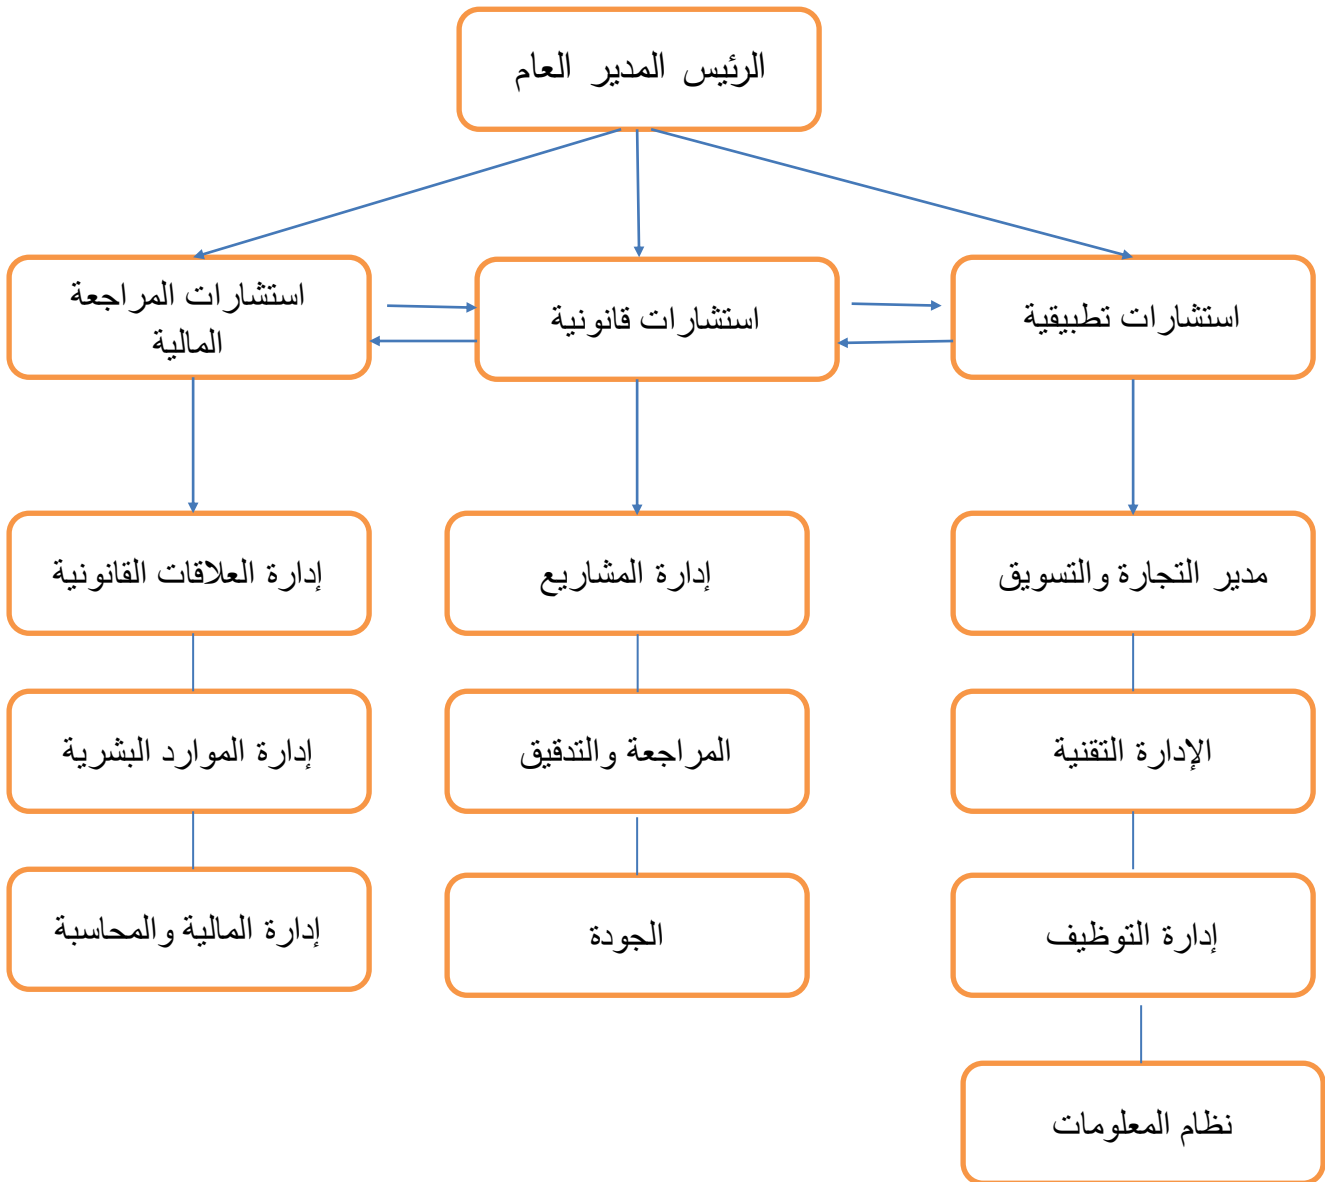 الرئيس المدير العام
استشارات تطبيقية
استشارات قانونية
استشارات المراجعة
المالية
مدير التجارة والتسويق
إدارة المشاريع
إدارة العلاقات القانونية
الإدارة التقنية
المراجعة والتدقيق
إدارة الموارد البشرية
إدارة التوظيف
الجودة
إدارة المالية والمحاسبة
نظام المعلومات